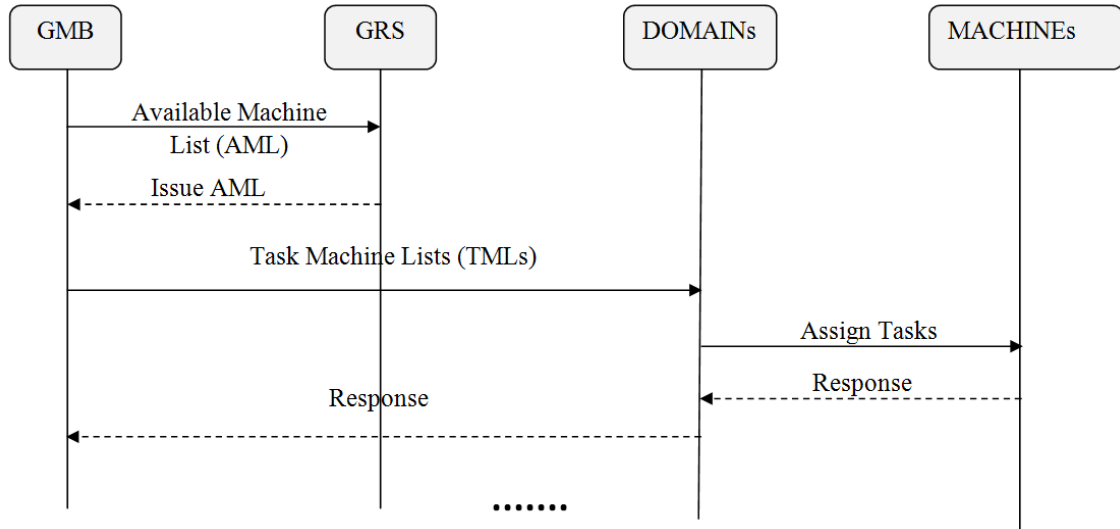 GMB
GRS
DOMAINs
MACHINEs
Available Machine
List (AML)
Issue AML
Task Machine Lists (TMLs)
Assign Tasks
Response
Response
.......